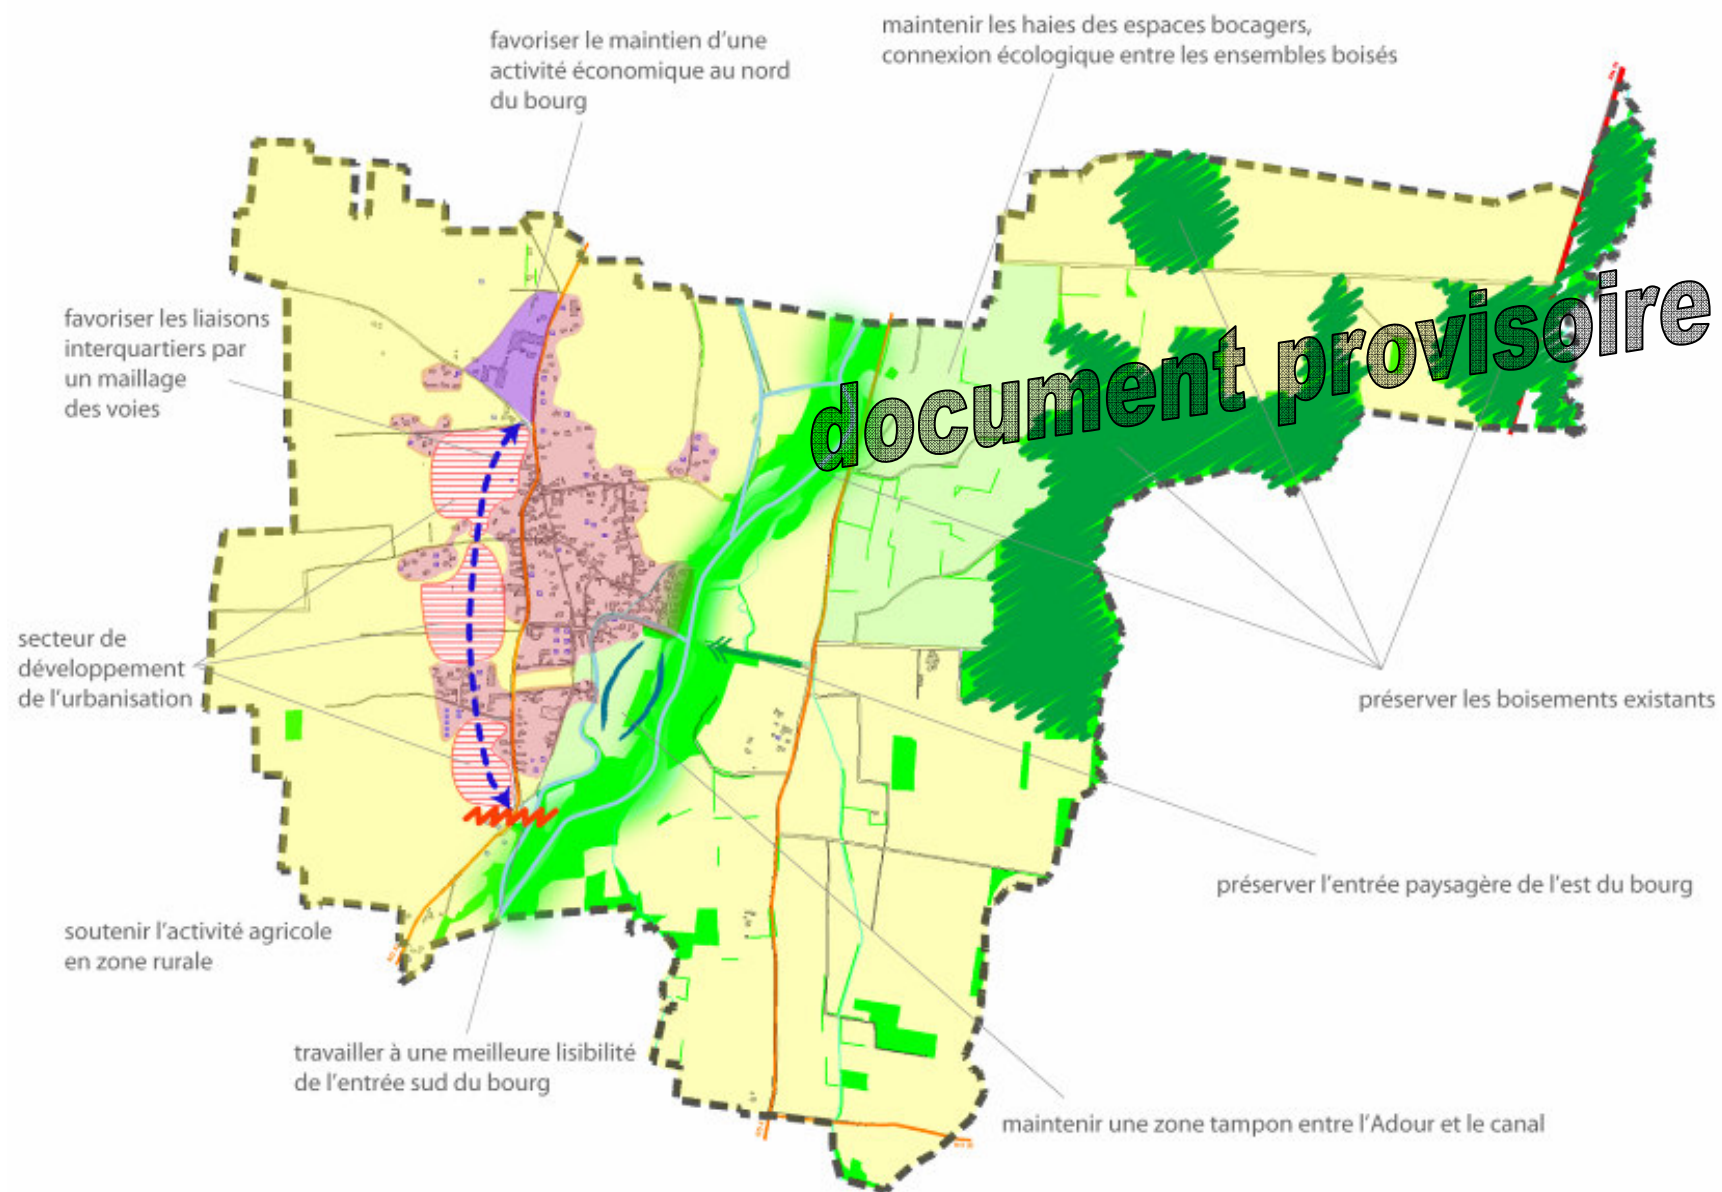 maintenir les haies des espaces bocagers,
connexion écologique entre les ensembles boisés
favoriser le maintien d'une
activité économique au nord
du bourg
document provisoire
favoriser les liaisons
interquartiers par
un maillage
des voies
secteur de
développement
de l'urbanisation
préserver les boisements existants
préserver l'entrée paysagère de l'est du bourg
soutenir l'activité agricole
en zone rurale
travailler à une meilleure lisibilité
de l'entrée sud du bourg
maintenir une zone tampon entre l'Adour et le canal